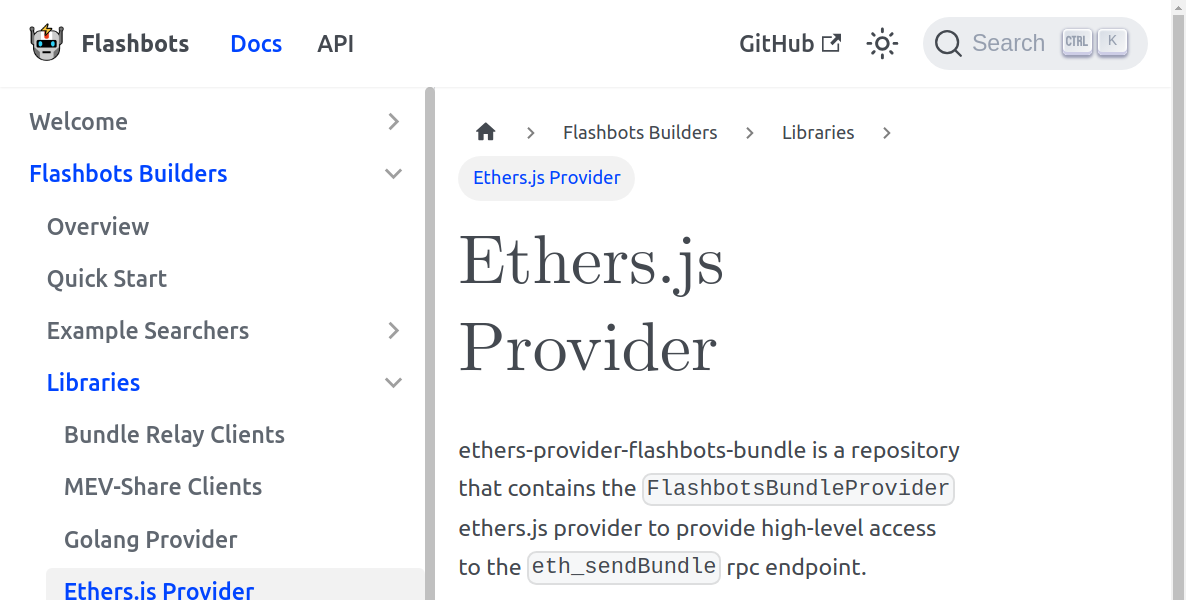 Flashbots Docs API GitHub Search CTRL K
Welcome
Flashbots Builders
Overview
Quick Start
Example Searchers
Libraries
Bundle Relay Clients
MEV-Share Clients
Golang Provider
Ethers.js Provider
Flashbots Builders Libraries
Ethers.js Provider
Ethers.js
Provider
ethers-provider-flashbots-bundle is a repository
that contains the FlashbotsBundleProvider
ethers.js provider to provide high-level access
to the eth_sendBundle rpc endpoint.